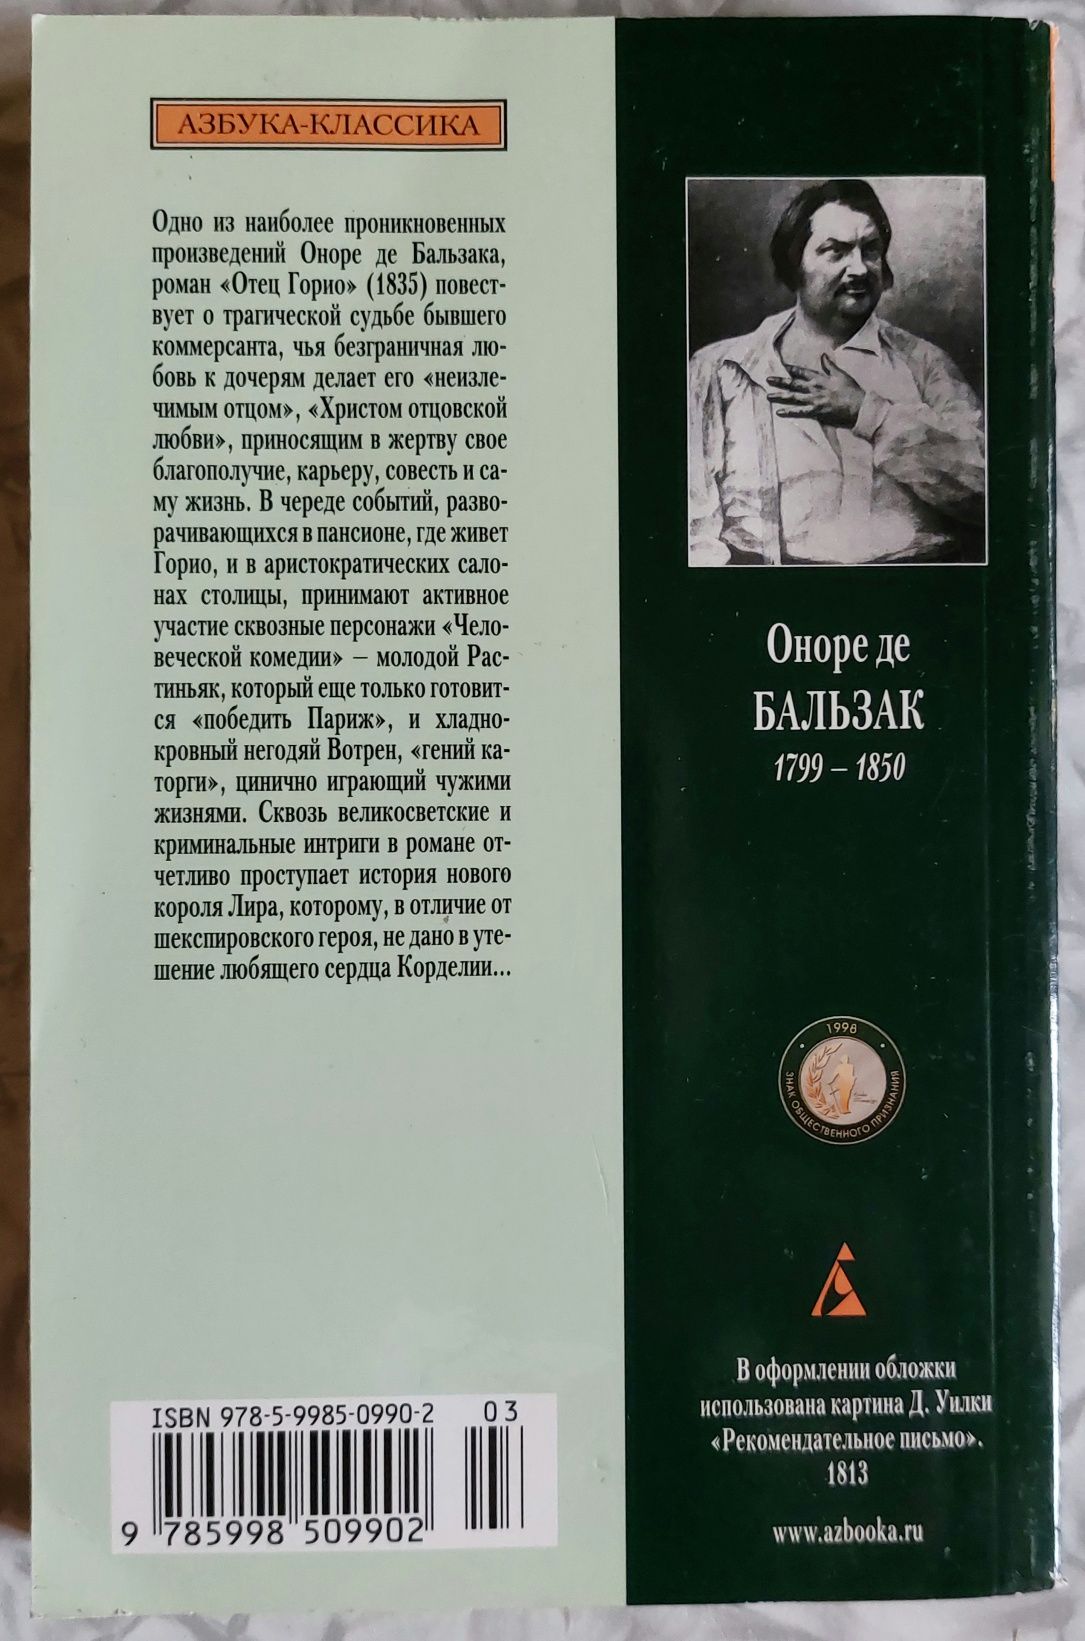 АЗБУКА-КЛАССИКА
Одно из наиболее проникновенных
произведений Оноре де Бальзака,
роман «Отец Горио» (1835) повест-
вует о трагической судьбе бывшего
коммерсанта, чья безграничная лю-
бовь к дочерям делает его «неизле-
чимым отцом», «Христом отцовской
любви», приносящим в жертву свое
благополучие, карьеру, совесть и са-
му жизнь. В череде событий, разво-
рачивающихся в пансионе, где живет
Горио, и в аристократических сало-
нах столицы, принимают активное
участие сквозные персонажи «Чело-
веческой комедии» – молодой Рас-
тиньяк, который еще только готовит-
ся «победить Париж», и хладно-
кровный негодяй Вотрен, «гений ка-
торги», цинично играющий чужими
жизнями. Сквозь великосветские и
криминальные интриги в романе от-
четливо проступает история нового
короля Лира, которому, в отличие от
шекспировского героя, не дано в уте-
шение любящего сердца Корделии...
ISBN 978-5-9985-0990-2
03
9 785998 509902
Оноре де
БАЛЬЗАК
1799 – 1850
1998
ЗНАК ОБЩЕСТВЕННОГО ПРИЗНАНИЯ
В оформлении обложки
использована картина Д. Уилки
«Рекомендательное письмо».
1813
www.azbooka.ru